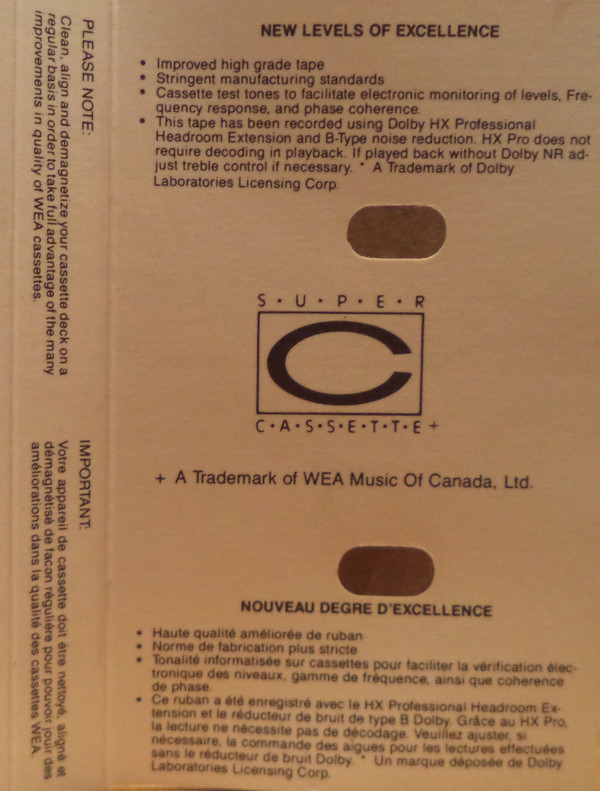 NEW LEVELS OF EXCELLENCE
• Improved high grade tape
• Stringent manufacturing standards
• Cassette test tones to facilitate electronic monitoring of levels, Fre-
quency response, and phase coherence.
• This tape has been recorded using Dolby HX Professional
Headroom Extension and B-Type noise reduction. HX Pro does not
require decoding in playback. If played back without Dolby NR ad-
just treble control if necessary. * A Trademark of Dolby
Laboratories Licensing Corp.
S•U•P•E•R
C
C•A•S•S•E•T•T•E+
+ A Trademark of WEA Music Of Canada, Ltd.
NOUVEAU DEGRE D'EXCELLENCE
• Haute qualité améliorée de ruban
• Norme de fabrication plus stricte
• Tonalité informatisée sur cassettes pour faciliter la vérification élec-
tronique des niveaux, gamme de fréquence, ainsi que coherence
de phase.
• Ce ruban a été enregistré avec le HX Professional Headroom Ex-
tension et le réducteur de bruit de type B Dolby. Grâce au HX Pro,
la lecture ne nécessite pas de décodage. Veuillez ajuster, si
nécessaire, la commande des aigues pour les lectures effectuées
sans le réducteur de bruit Dolby. * Un marque déposée de Dolby
Laboratories Licensing Corp.
PLEASE NOTE:
Clean, align and demagnetize your cassette deck on a
regular basis in order to take full advantage of the many
improvements in quality of WEA cassettes.
IMPORTANT:
Votre appareil de cassette doit être nettoyé, aligné et
démagnétisé de facon régulière pour pouvoir jouir des
améliorations dans la qualité des cassettes WEA.